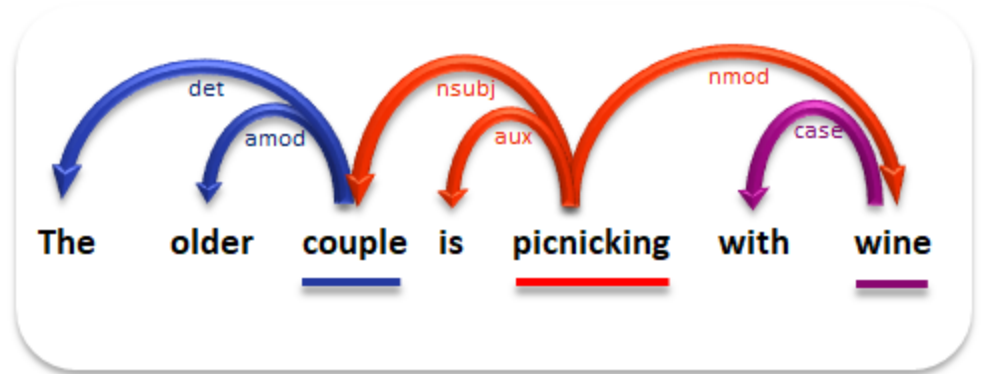 nmod
det nsubj
amod aux case
The older couple is picnicking with wine